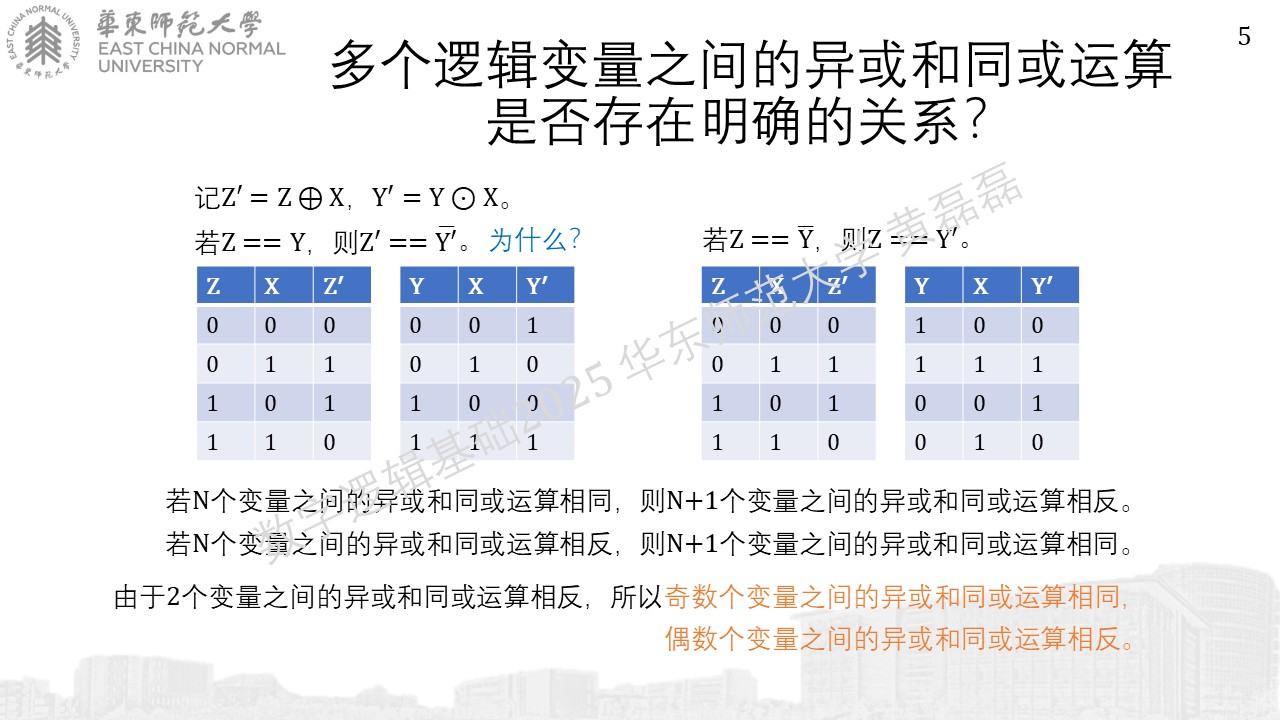 EAST CHINA NORMAL UNIVERSITY
華東師范大學
華東師范大學
EAST CHINA NORMAL
UNIVERSITY
5
多个逻辑变量之间的异或和同或运算
是否存在明确的关系?
记Z′ = Z ⊕ X, Y′ = Y ⊙ X。
若Z == Y, 则Z′ == Y̅′。 为什么?
Z X Z′
0 0 0
0 1 1
1 0 1
1 1 0
Y X Y′
0 0 1
0 1 0
1 0 0
1 1 1
若Z == Y̅, 则Z == Y′。
Z X Z′
0 0 0
0 1 1
1 0 1
1 1 0
Y X Y′
1 0 0
1 1 1
0 0 1
0 1 0
若N个变量之间的异或和同或运算相同, 则N+1个变量之间的异或和同或运算相反。
若N个变量之间的异或和同或运算相反, 则N+1个变量之间的异或和同或运算相同。
由于2个变量之间的异或和同或运算相反, 所以奇数个变量之间的异或和同或运算相同,
偶数个变量之间的异或和同或运算相反。
数字逻辑基础2025 华东师范大学 黄磊磊